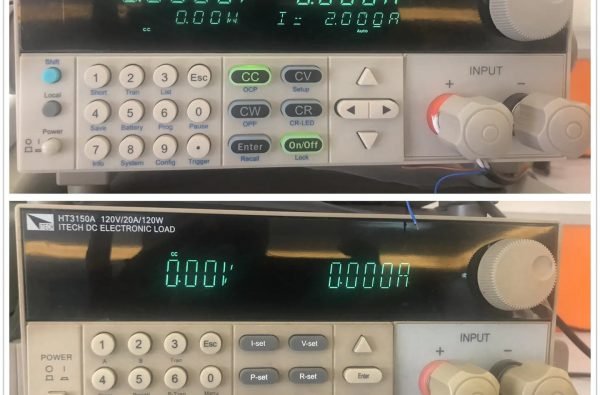 0.00W I = 2.000A
CC Auto
Shift
1 2 3 Esc CC CV
Short Tran List OCP Setup
INPUT
+ −
Local
4 5 6 0 CW CR
Save Battery Prog Pause OPP CR-LED
Power
7 8 9 • Enter On/Off
Info System Config Trigger Recall Lock
HT3150A 120V/20A/120W
ITECH DC ELECTRONIC LOAD
CC
0.001V 0.000A
POWER
1 2 3 Esc I-set V-set
A B Tran
INPUT
+ −
4 5 6 0 P-set R-set Enter